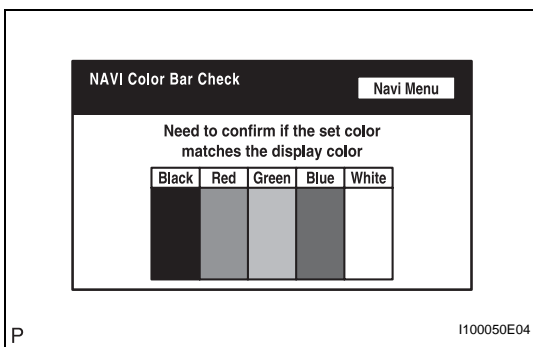 NAVI Color Bar Check
Navi Menu
Need to confirm if the set color
matches the display color
Black Red Green Blue White
P
I100050E04